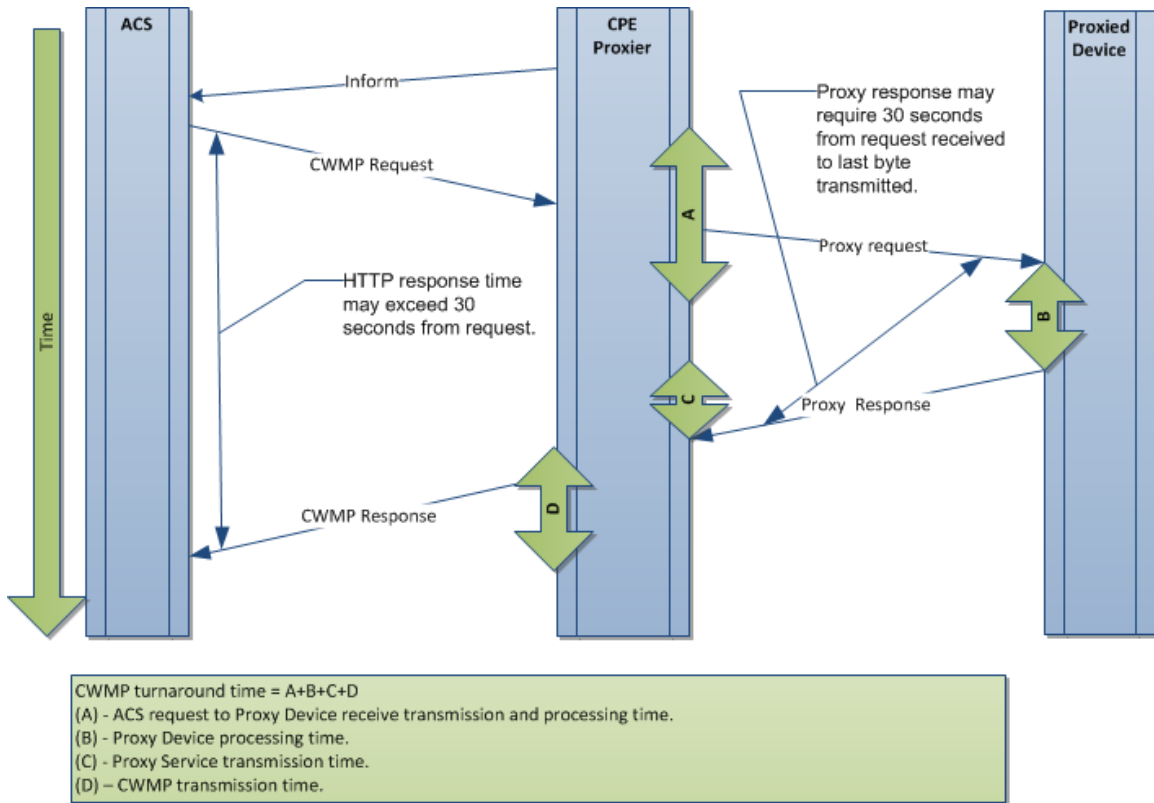 ACS
CPE
Proxier
Proxied
Device
Inform
Proxy response may
require 30 seconds
from request received
to last byte
transmitted.
CWMP Request
A
Proxy request
HTTP response time
may exceed 30
seconds from request.
Time
B
C
Proxy Response
D
CWMP Response
CWMP turnaround time = A+B+C+D
(A) - ACS request to Proxy Device receive transmission and processing time.
(B) - Proxy Device processing time.
(C) - Proxy Service transmission time.
(D) – CWMP transmission time.